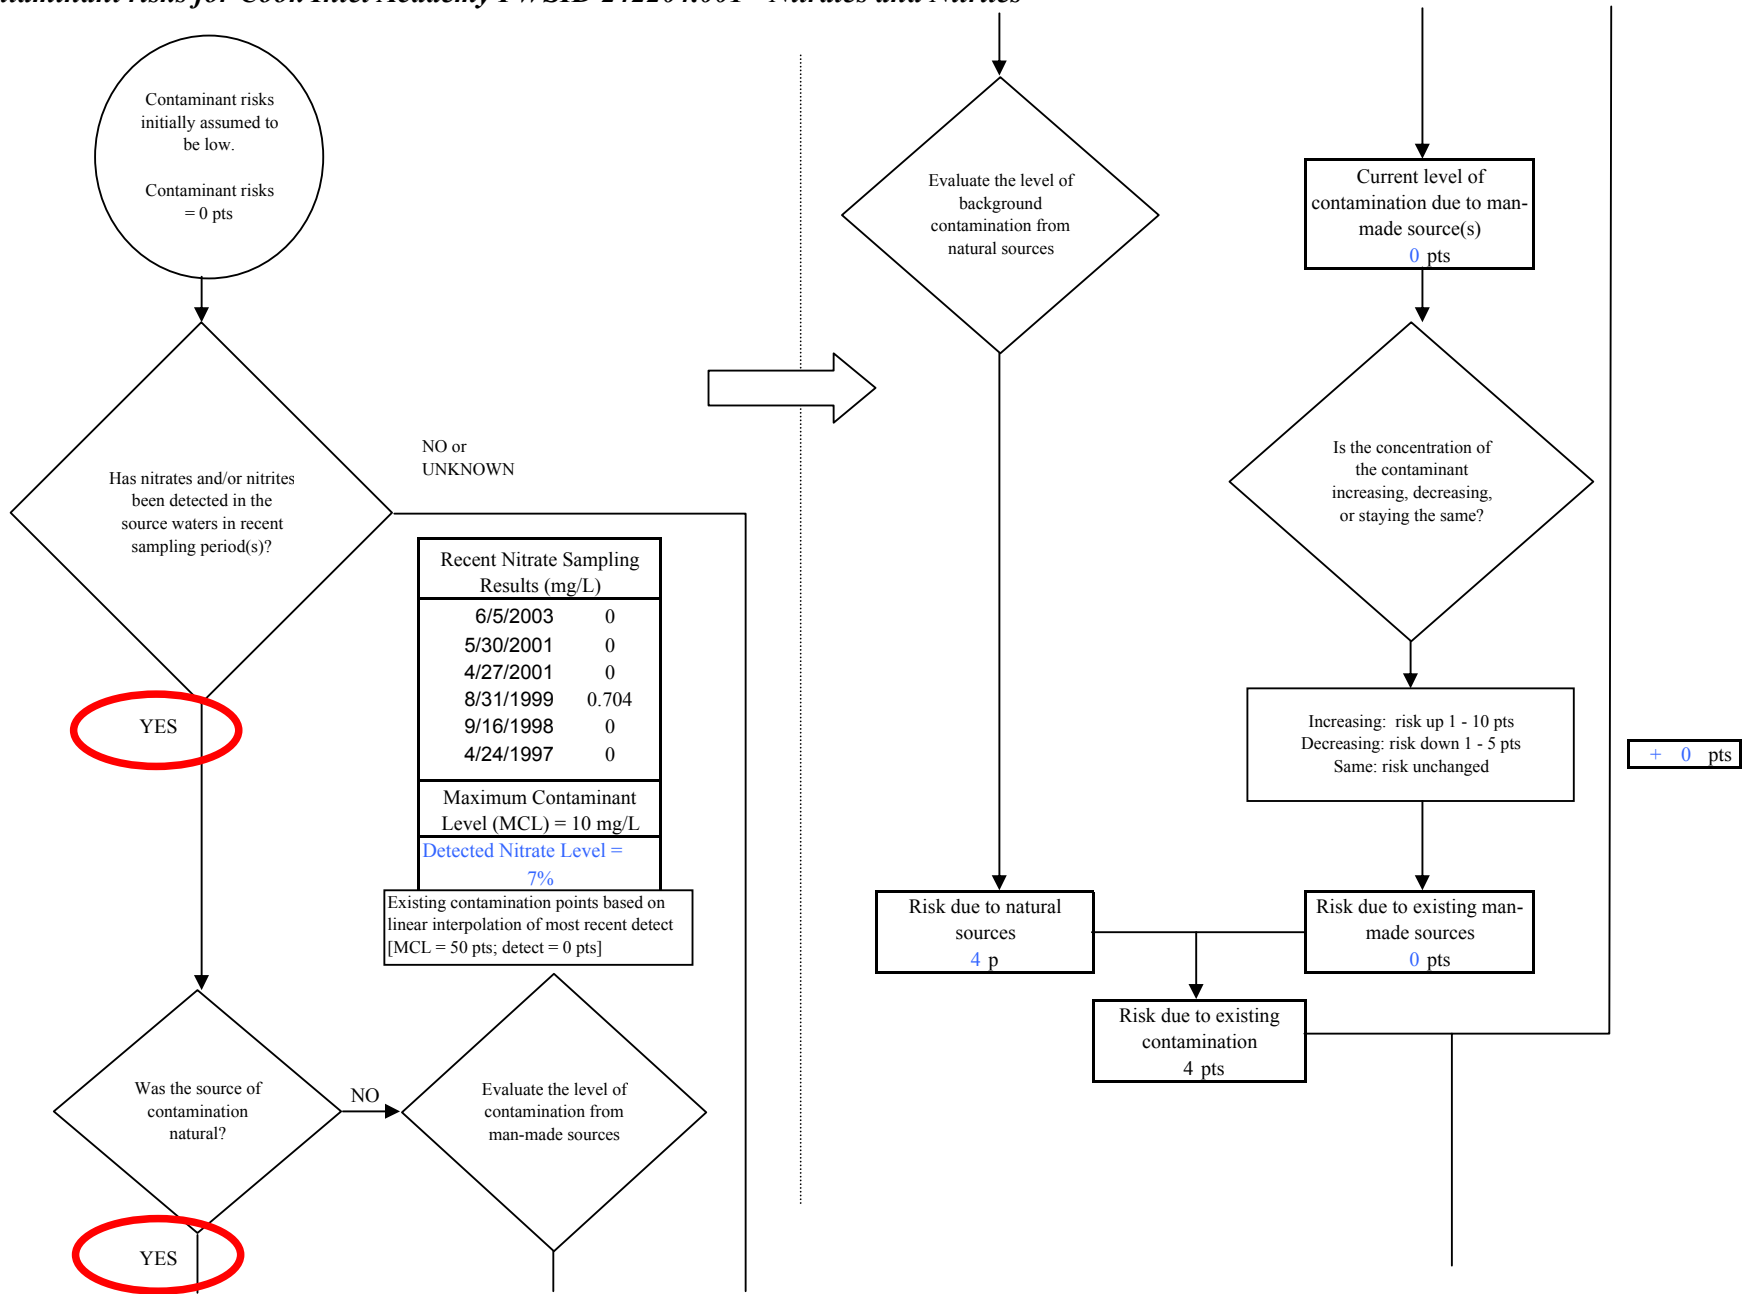 Contaminant risks
initially assumed to
be low.
Contaminant risks
= 0 pts
Has nitrates and/or nitrites
been detected in the
source waters in recent
sampling period(s)?
NO or
UNKNOWN
YES
Recent Nitrate Sampling
Results (mg/L)
6/5/2003 0
5/30/2001 0
4/27/2001 0
8/31/1999 0.704
9/16/1998 0
4/24/1997 0
Maximum Contaminant
Level (MCL) = 10 mg/L
Detected Nitrate Level =
7%
Existing contamination points based on
linear interpolation of most recent detect
[MCL = 50 pts; detect = 0 pts]
Was the source of
contamination
natural?
NO
Evaluate the level of
contamination from
man-made sources
YES
Evaluate the level of
background
contamination from
natural sources
Current level of
contamination due to man-
made source(s)
0 pts
Is the concentration of
the contaminant
increasing, decreasing,
or staying the same?
Increasing: risk up 1 - 10 pts
Decreasing: risk down 1 - 5 pts
Same: risk unchanged
+ 0 pts
Risk due to natural
sources
4 p
Risk due to existing man-
made sources
0 pts
Risk due to existing
contamination
4 pts